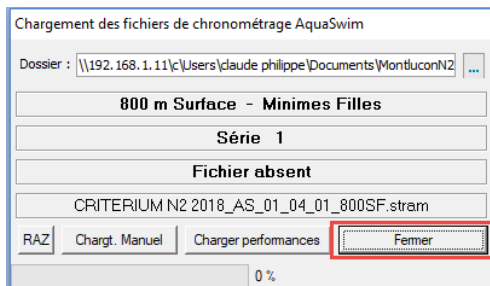 Chargement des fichiers de chronométrage AquaSwim
Dossier : \\192.168.1.11\c\Users\claude philippe\Documents\MontluconN2 ...
800 m Surface - Minimes Filles
Série 1
Fichier absent
CRITERIUM N2 2018_AS_01_04_01_800SF.stram
RAZ Chargt. Manuel Charger performances Fermer
0 %